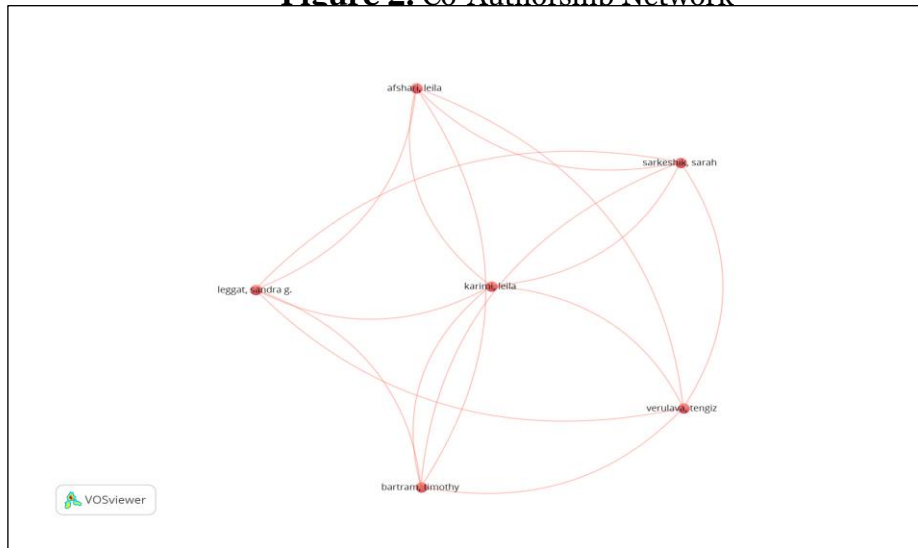 Figure 2. Co-Authorship Network
afshari, leila
sarkeshik, sarah
leggat, sandra g.
karimi, leila
verulava, tengiz
bartram, timothy
VOSviewer